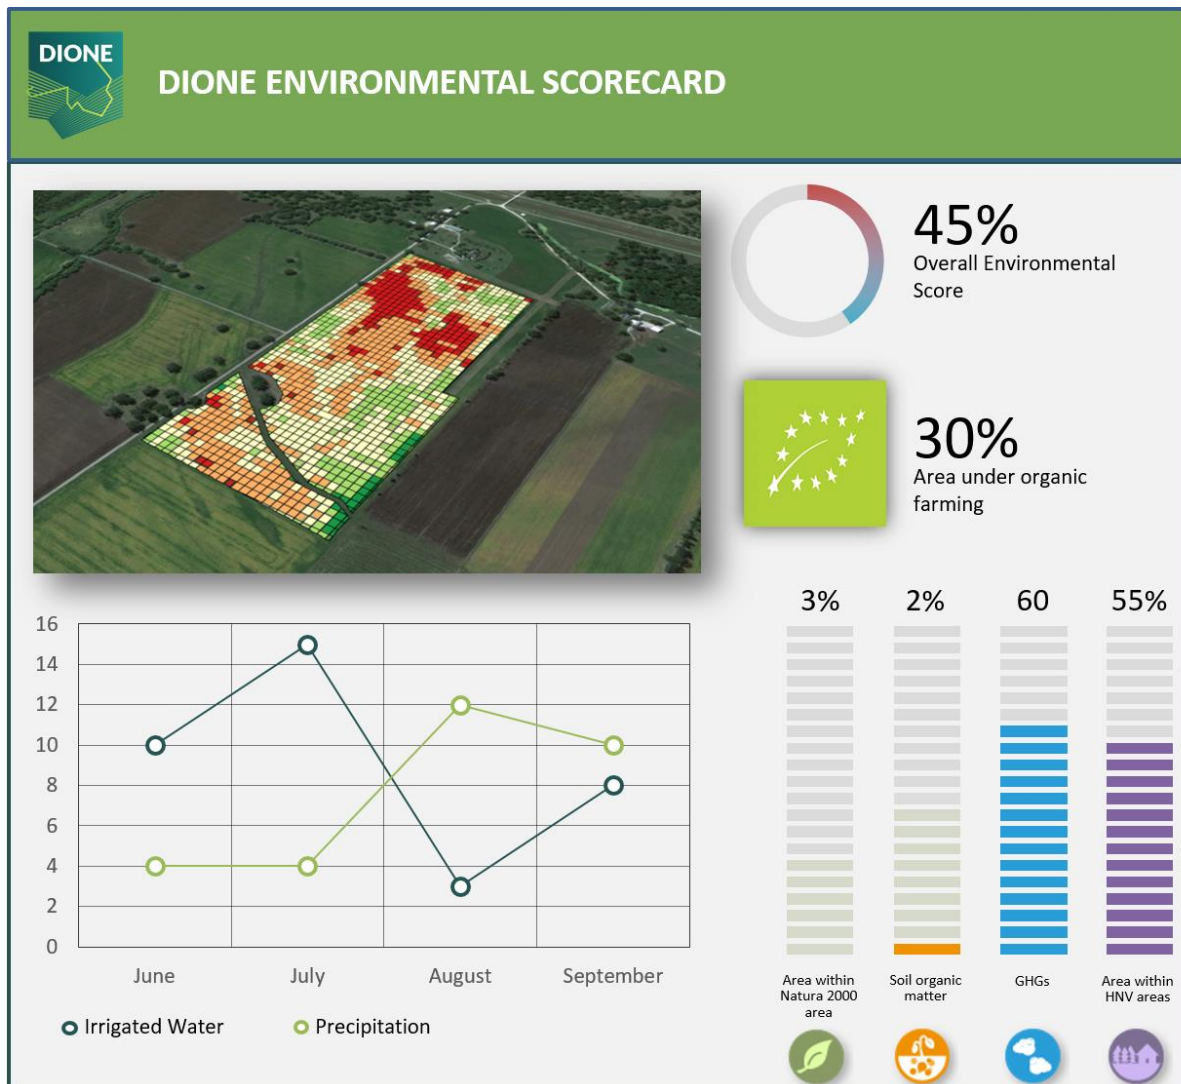 DIONE
DIONE ENVIRONMENTAL SCORECARD
45%
Overall Environmental
Score
30%
Area under organic
farming
16
14
12
10
8
6
4
2
0
June July August September
Irrigated Water Precipitation
3% 2% 60 55%
Area within
Natura 2000
area
Soil organic
matter
GHGs
Area within
HNV areas